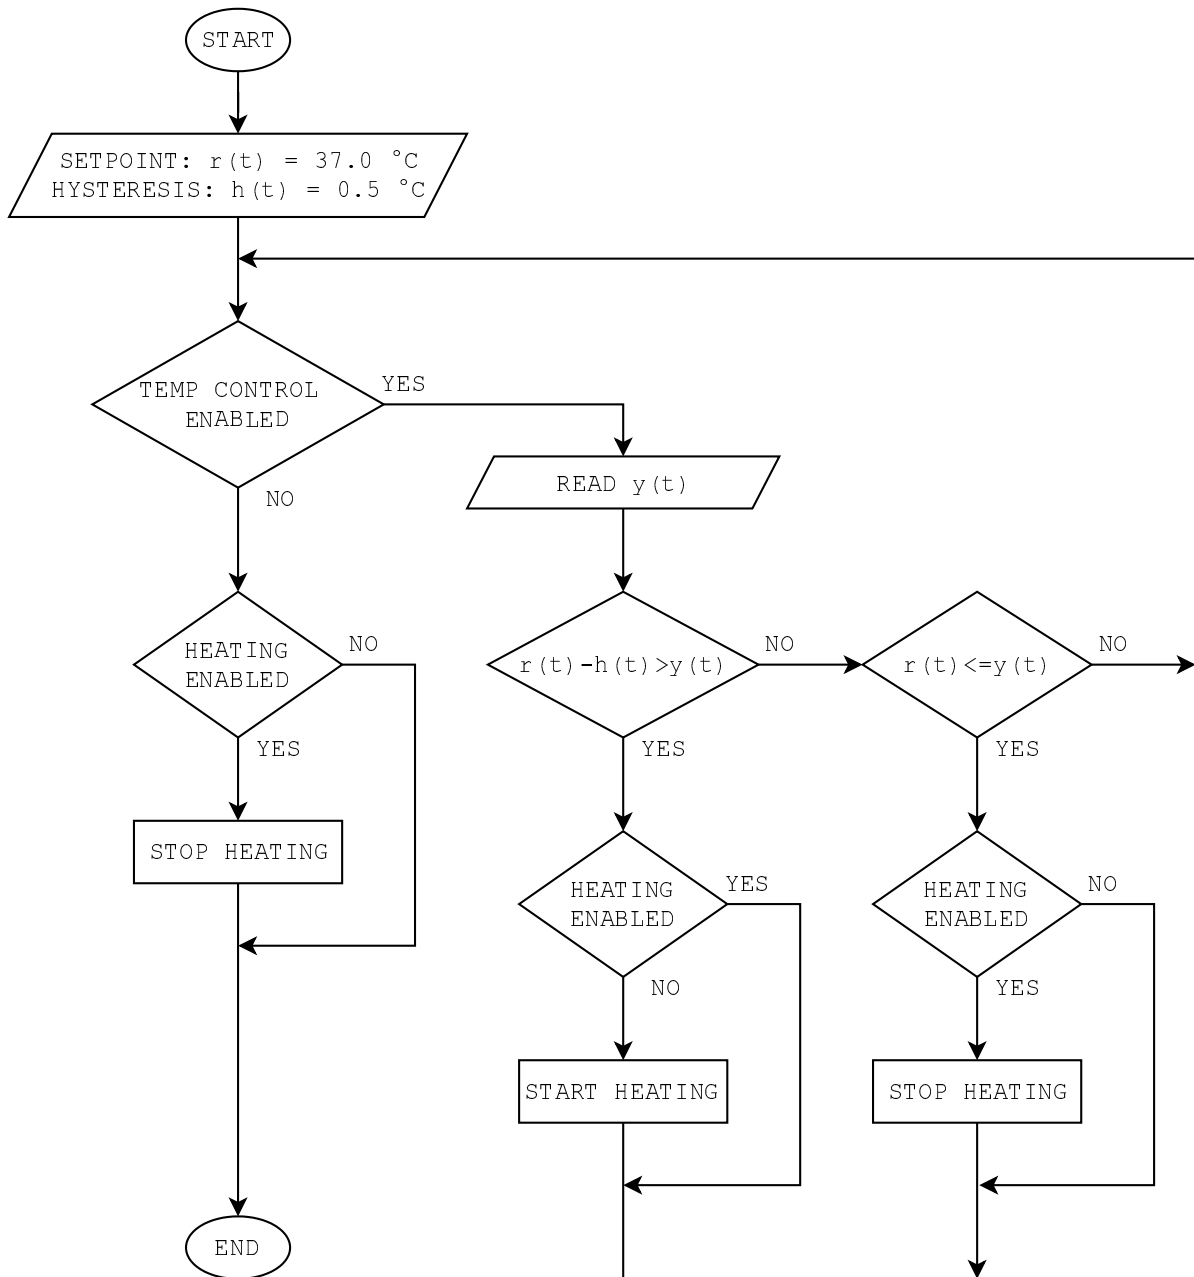 START
SETPOINT: r(t) = 37.0 °C
HYSTERESIS: h(t) = 0.5 °C
TEMP CONTROL
ENABLED
YES
NO
READ y(t)
HEATING
ENABLED
NO
YES
STOP HEATING
r(t)-h(t)>y(t)
NO
YES
r(t)<=y(t)
NO
YES
HEATING
ENABLED
YES
NO
START HEATING
HEATING
ENABLED
NO
YES
STOP HEATING
END